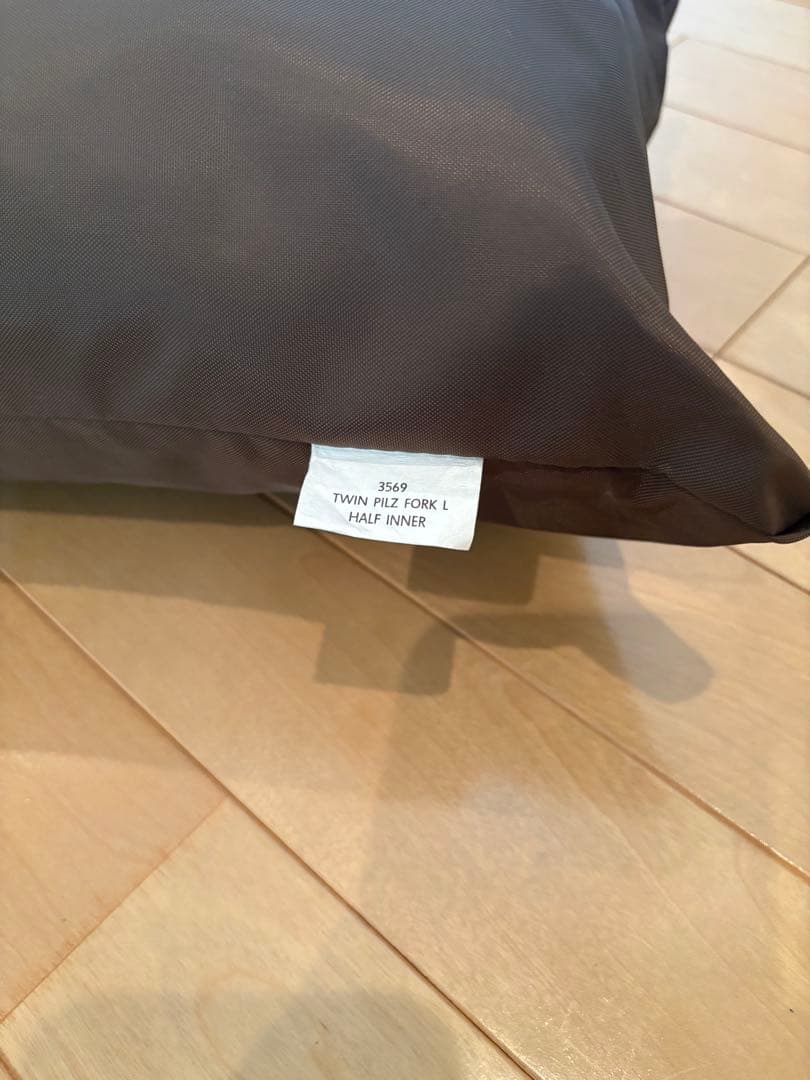 3569
TWIN PILZ FORK L
HALF INNER